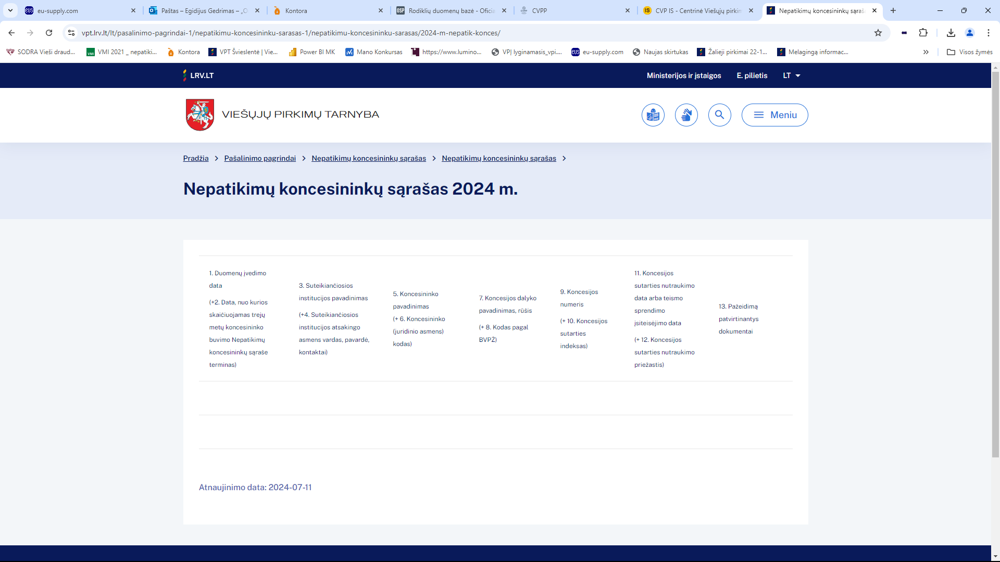 eu-supply.com
Paštas – Egidijus Gedrimas – „O
Kontora
Rodiklių duomenų bazė - Oficia
CVPP
CVP IS - Centrinė Viešųjų pirkim
Nepatikimų koncesininkų sąraš
vpt.lrv.lt/lt/pasalinimo-pagrindai-1/nepatikimu-koncesininku-sarasas-1/nepatikimu-koncesininku-sarasas/2024-m-nepatik-konces/
SODRA Vieši draud...
VMI 2021 _ nepatiki...
Kontora
VPT Švieslentė | Vie...
Power BI MK
Mano Konkursas
https://www.lumino...
VPĮ lyginamasis_vpi....
eu-supply.com
Naujas skirtukas
Žalieji pirkimai 22-1...
Melagingą informac...
Visos žymės
LRV.LT
Ministerijos ir įstaigos
E. pilietis
LT
VIEŠŲJŲ PIRKIMŲ TARNYBA
Meniu
Pradžia > Pašalinimo pagrindai > Nepatikimų koncesininkų sąrašas > Nepatikimų koncesininkų sąrašas >
Nepatikimų koncesininkų sąrašas 2024 m.
1. Duomenų įvedimo
data
(+2. Data, nuo kurios
skaičiuojamas trejų
metų koncesininko
buvimo Nepatikimų
koncesininkų sąraše
terminas)
3. Suteikiančiosios
institucijos pavadinimas
(+4. Suteikiančiosios
institucijos atsakingo
asmens vardas, pavardė,
kontaktai)
5. Koncesininko
pavadinimas
(+ 6. Koncesininko
(juridinio asmens)
kodas)
7. Koncesijos dalyko
pavadinimas, rūšis
(+ 8. Kodas pagal
BVPŽ)
9. Koncesijos
numeris
(+ 10. Koncesijos
sutarties
indeksas)
11. Koncesijos
sutarties nutraukimo
data arba teismo
sprendimo
įsiteisėjimo data
(+ 12. Koncesijos
sutarties nutraukimo
priežastis)
13. Pažeidimą
patvirtinantys
dokumentai
Atnaujinimo data: 2024-07-11